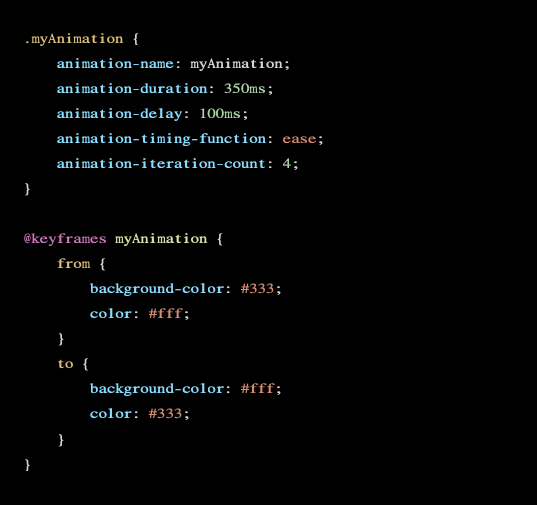 .myAnimation {
    animation-name: myAnimation;
    animation-duration: 350ms;
    animation-delay: 100ms;
    animation-timing-function: ease;
    animation-iteration-count: 4;
}

@keyframes myAnimation {
    from {
        background-color: #333;
        color: #fff;
    }
    to {
        background-color: #fff;
        color: #333;
    }
}